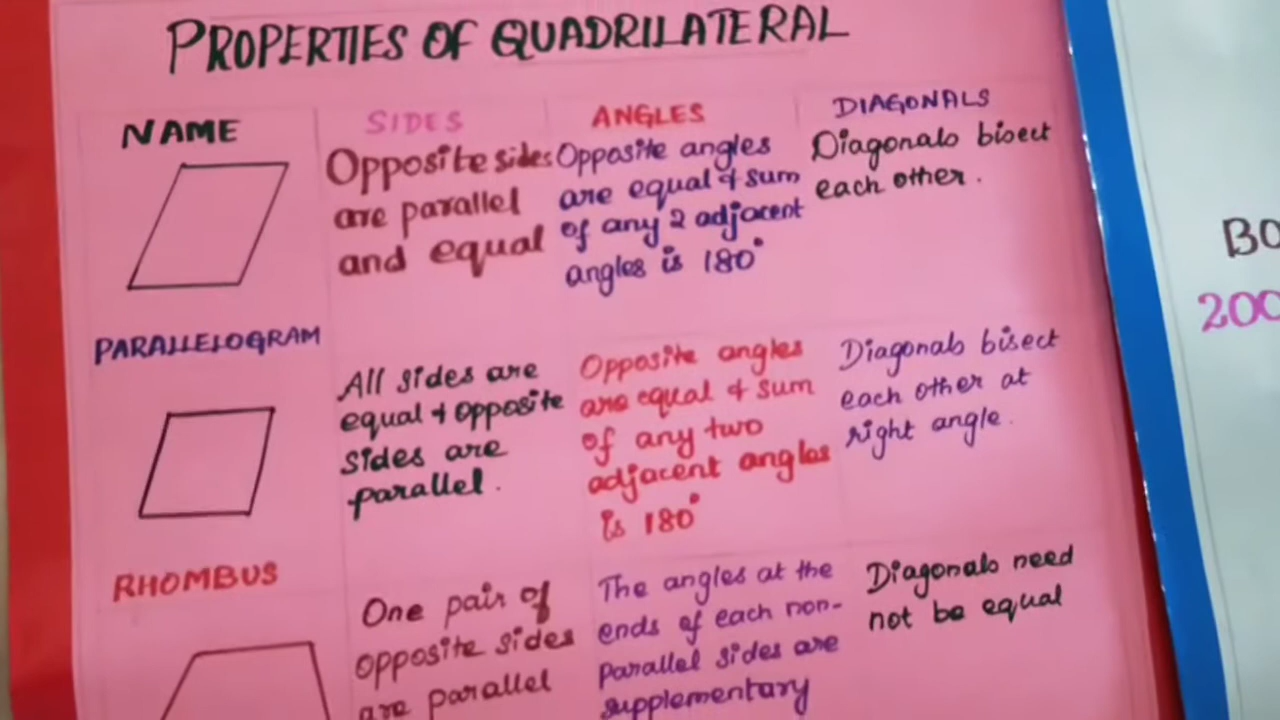 PROPERTIES OF QUADRILATERAL
NAME
SIDES
ANGLES
DIAGONALS
Opposite sides
are parallel
and equal
Opposite angles
are equal & sum
of any 2 adjacent
angles is 180°
Diagonals bisect
each other.
PARALLELOGRAM
All sides are
equal & opposite
sides are
parallel.
Opposite angles
are equal & sum
of any two
adjacent angles
is 180°
Diagonals bisect
each other at
right angle.
RHOMBUS
One pair of
opposite sides
are parallel
The angles at the
ends of each non-
parallel sides are
supplementary
Diagonals need
not be equal
BO
200